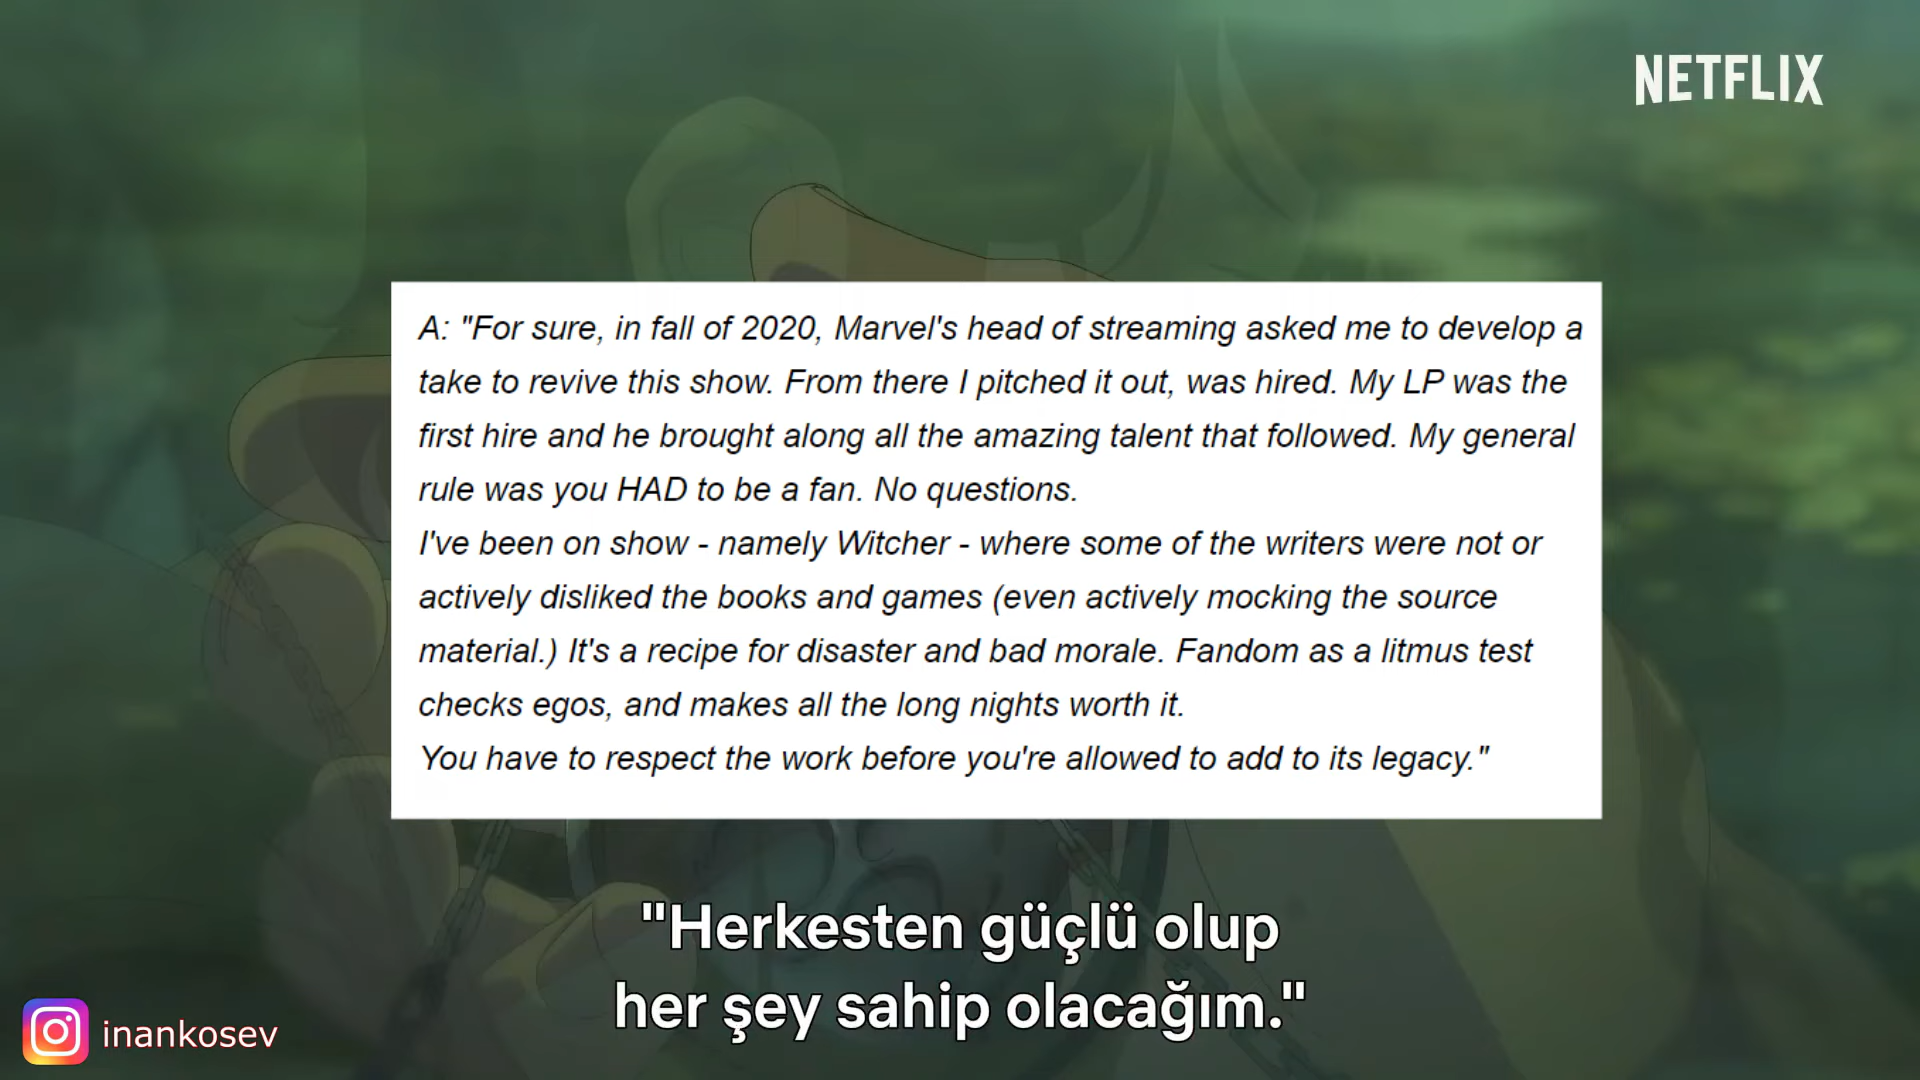 NETFLIX
A: "For sure, in fall of 2020, Marvel's head of streaming asked me to develop a
take to revive this show. From there I pitched it out, was hired. My LP was the
first hire and he brought along all the amazing talent that followed. My general
rule was you HAD to be a fan. No questions.
I've been on show - namely Witcher - where some of the writers were not or
actively disliked the books and games (even actively mocking the source
material.) It's a recipe for disaster and bad morale. Fandom as a litmus test
checks egos, and makes all the long nights worth it.
You have to respect the work before you're allowed to add to its legacy."
"Herkesten güçlü olup
her şey sahip olacağım."
inankosev